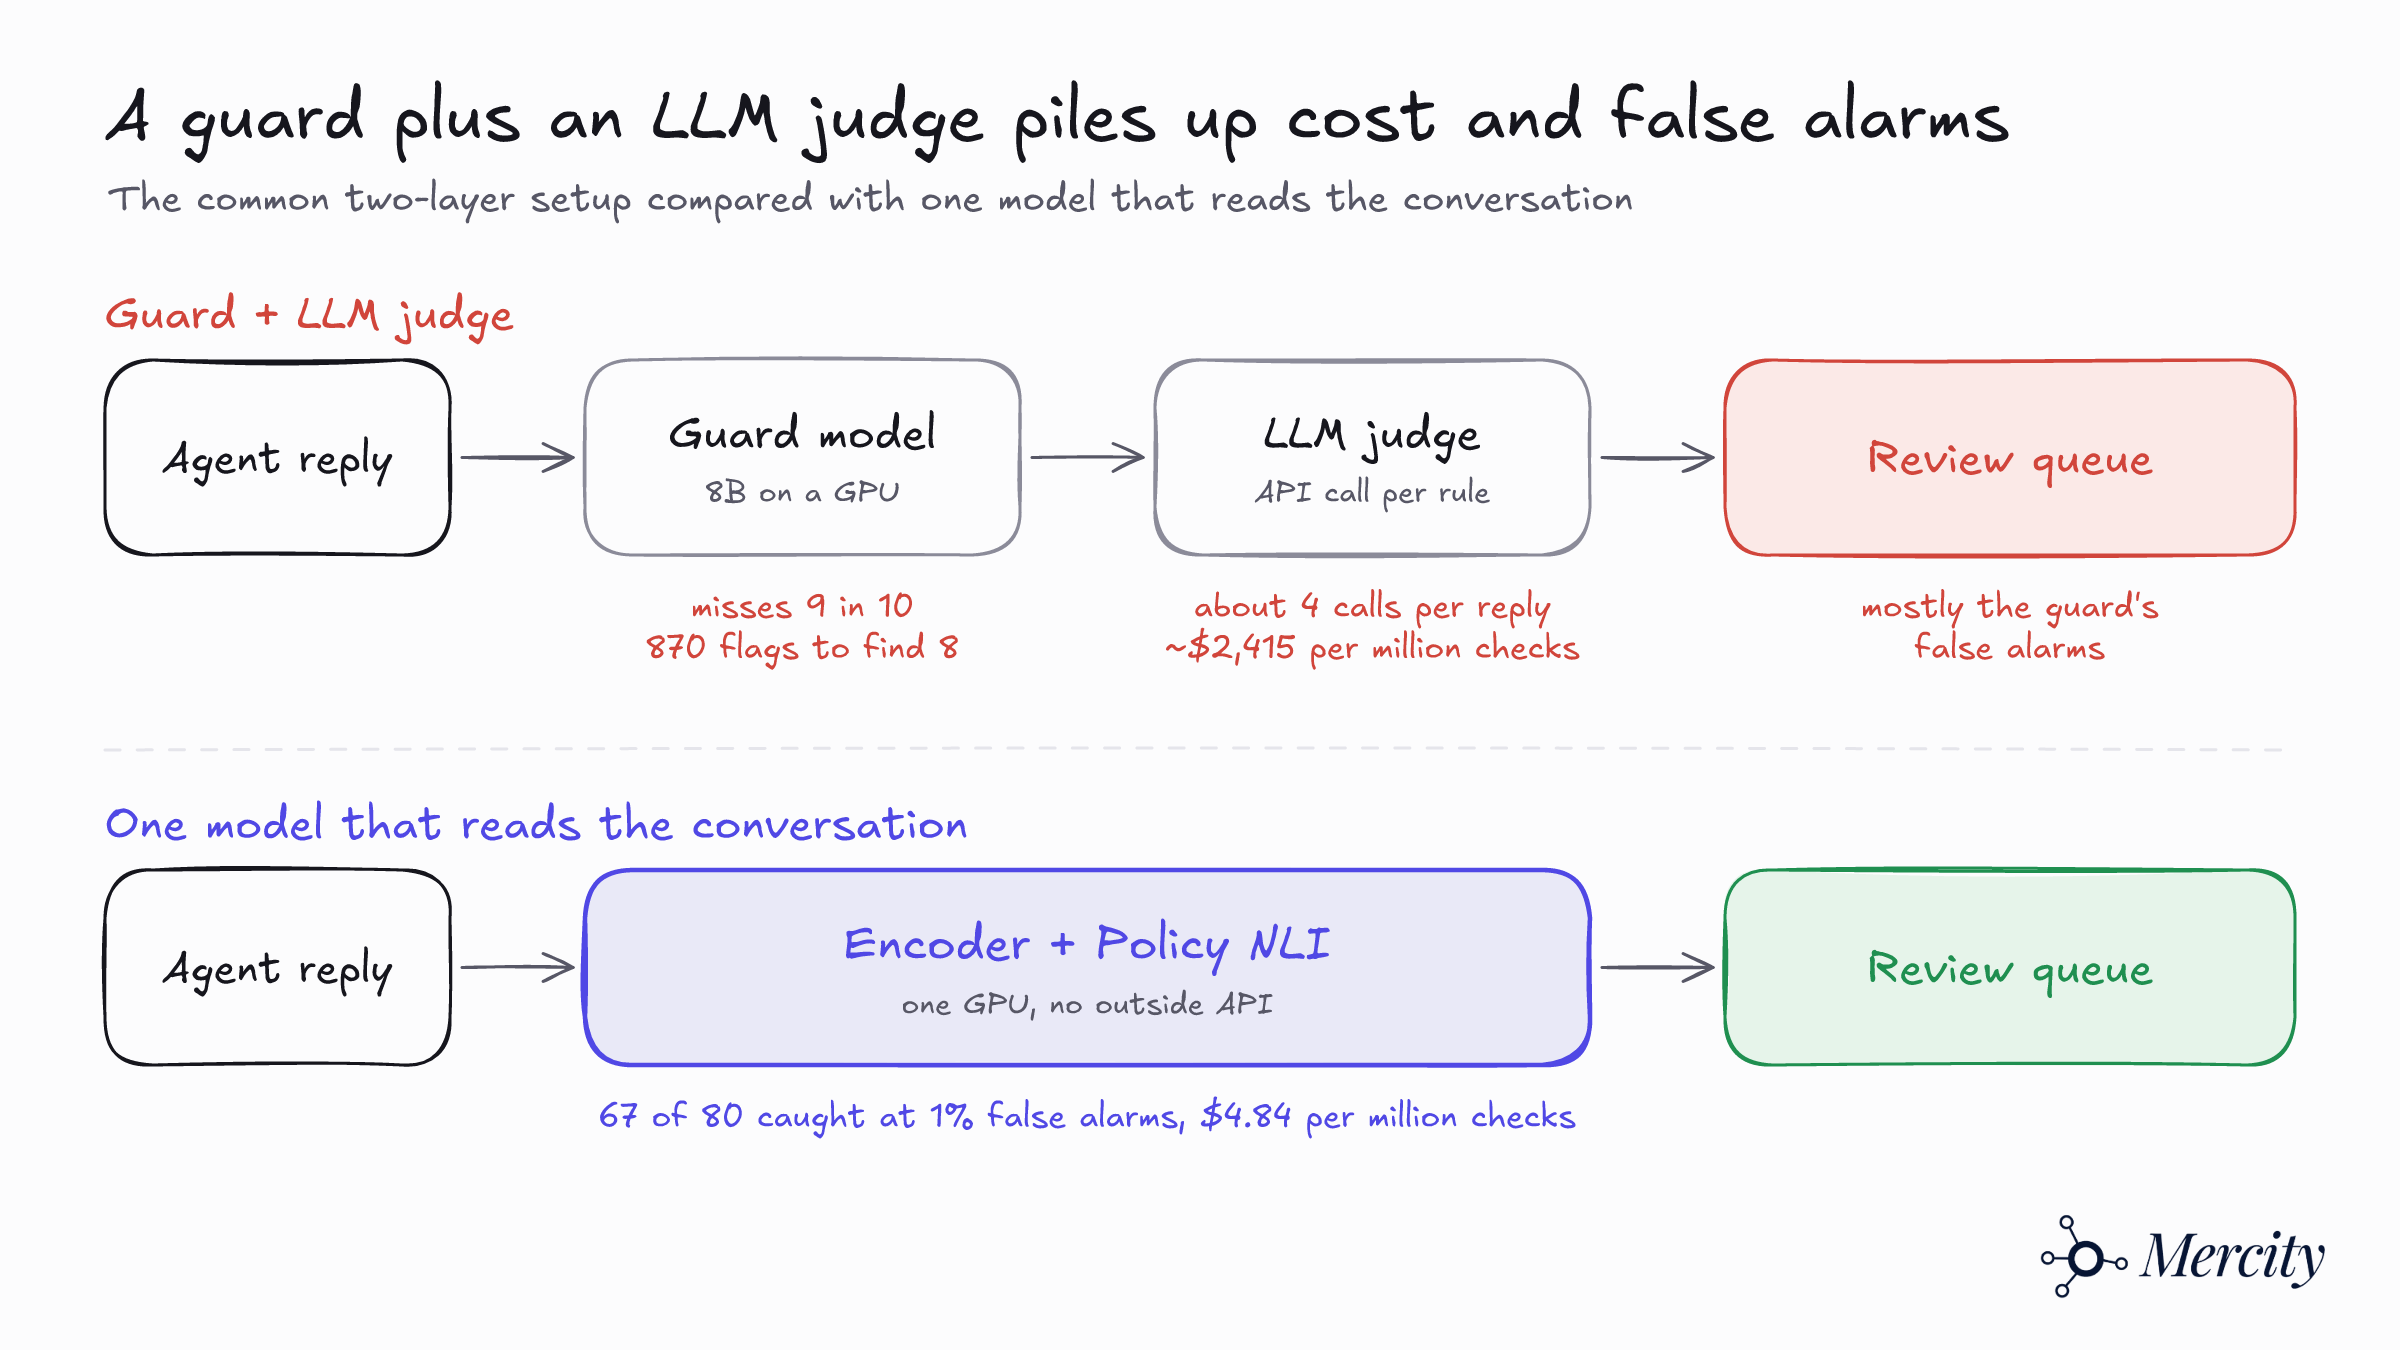 A guard plus an LLM judge piles up cost and false alarms
The common two-layer setup compared with one model that reads the conversation
Guard + LLM judge
Agent reply
Guard model
8B on a GPU
LLM judge
API call per rule
Review queue
misses 9 in 10
870 flags to find 8
about 4 calls per reply
~$2,415 per million checks
mostly the guard's
false alarms
One model that reads the conversation
Agent reply
Encoder + Policy NLI
one GPU, no outside API
Review queue
67 of 80 caught at 1% false alarms, $4.84 per million checks
Mercity